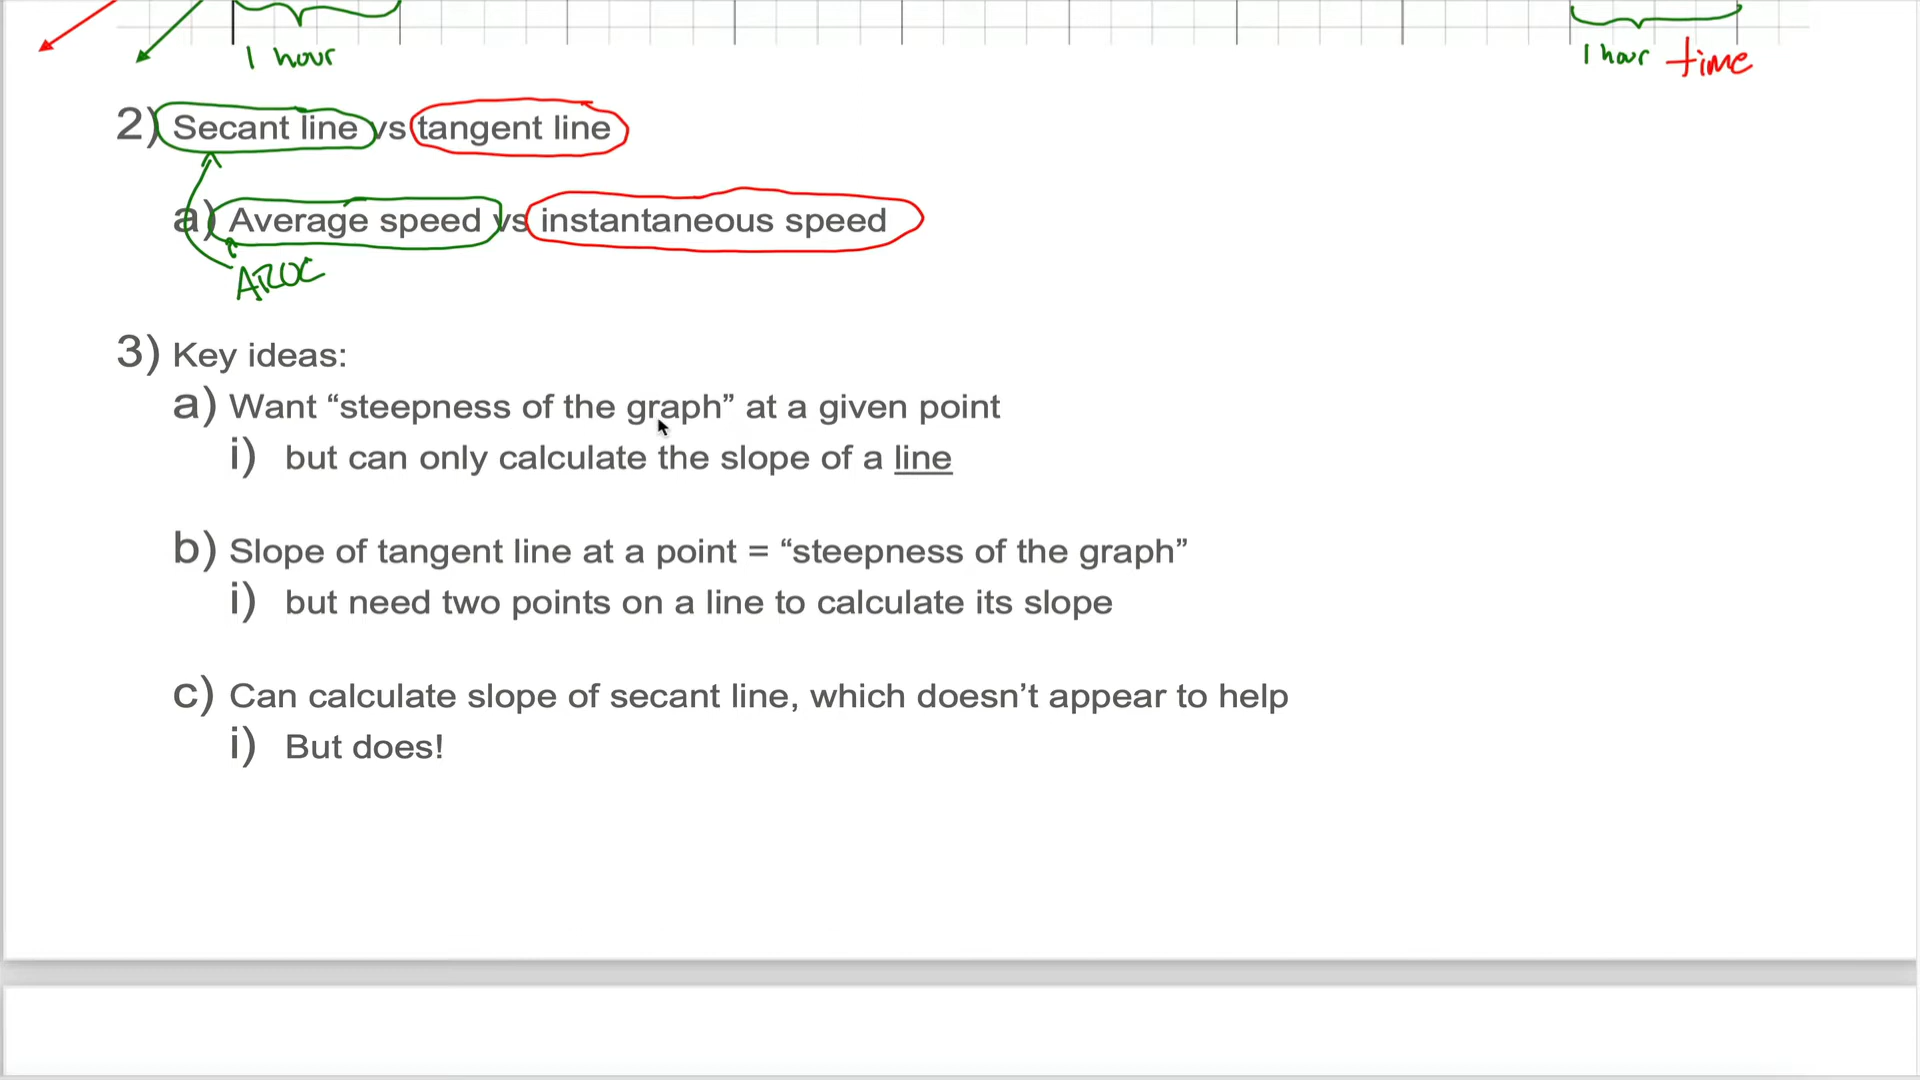 1 hour
1 hour time
2) Secant line vs tangent line
a) Average speed vs instantaneous speed
AROC
3) Key ideas:
a) Want “steepness of the graph” at a given point
i) but can only calculate the slope of a line
b) Slope of tangent line at a point = “steepness of the graph”
i) but need two points on a line to calculate its slope
c) Can calculate slope of secant line, which doesn’t appear to help
i) But does!